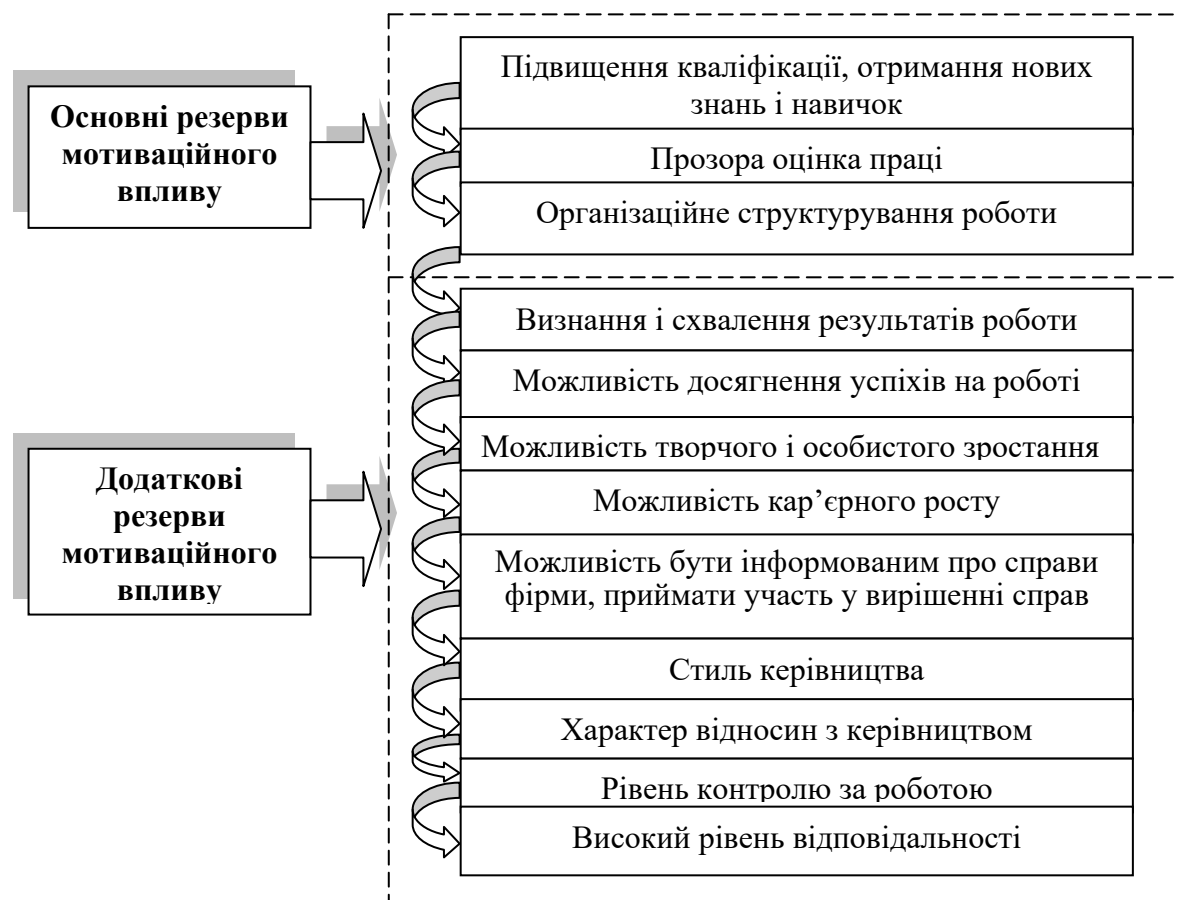 Основні резерви
мотиваційного
впливу
Підвищення кваліфікації, отримання нових
знань і навичок
Прозора оцінка праці
Організаційне структурування роботи
Додаткові
резерви
мотиваційного
впливу
Визнання і схвалення результатів роботи
Можливість досягнення успіхів на роботі
Можливість творчого і особистого зростання
Можливість кар’єрного росту
Можливість бути інформованим про справи
фірми, приймати участь у вирішенні справ
Стиль керівництва
Характер відносин з керівництвом
Рівень контролю за роботою
Високий рівень відповідальності